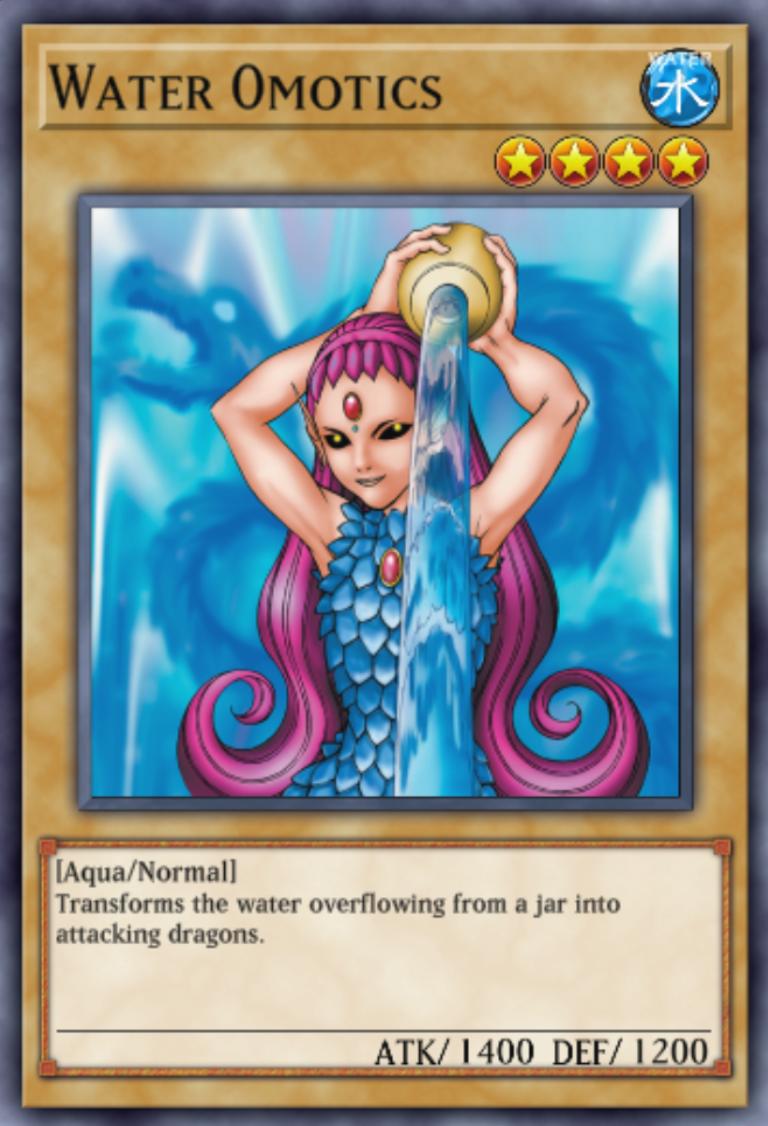 Water Omotics
WATER
水
[Aqua/Normal]
Transforms the water overflowing from a jar into
attacking dragons.
ATK/ 1400 DEF/ 1200